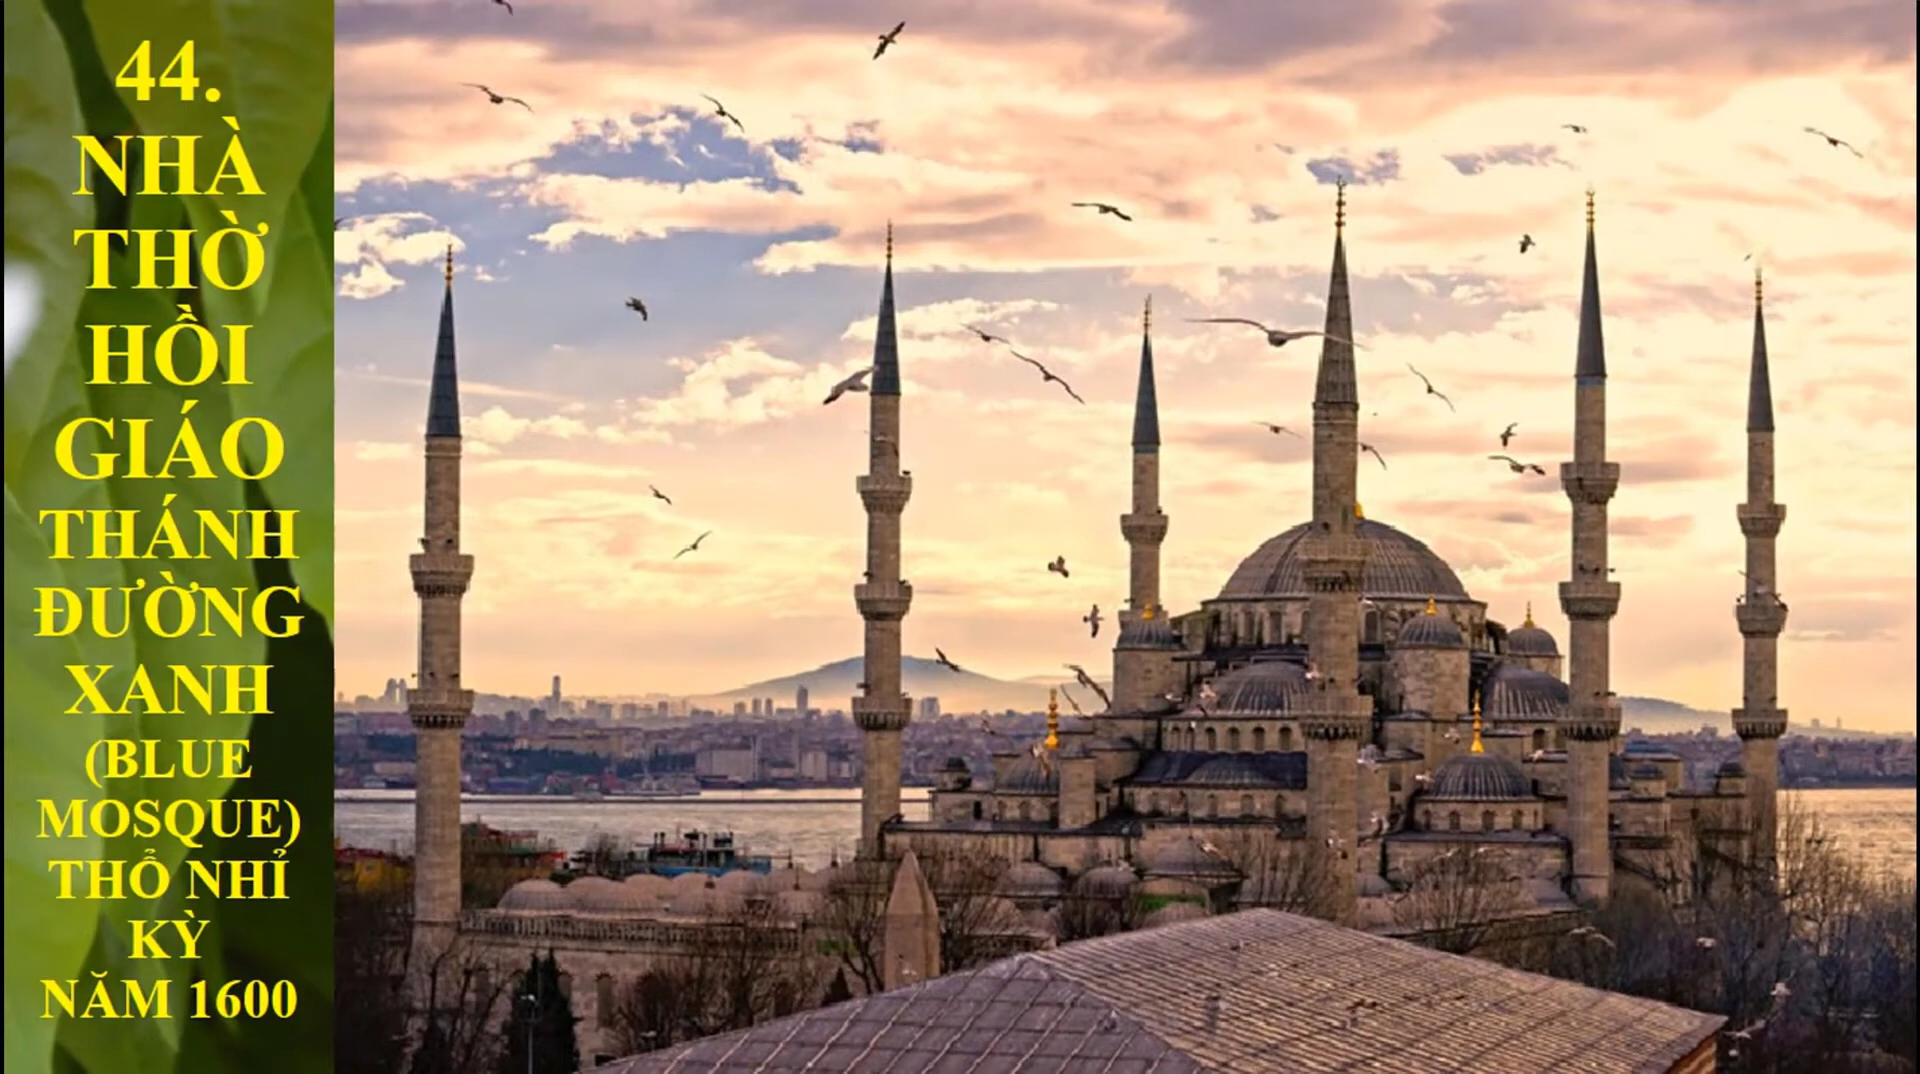 44.
NHÀ
THỜ
HỒI
GIÁO
THÁNH
ĐƯỜNG
XANH
(BLUE
MOSQUE)
THỔ NHỈ
KỲ
NĂM 1600